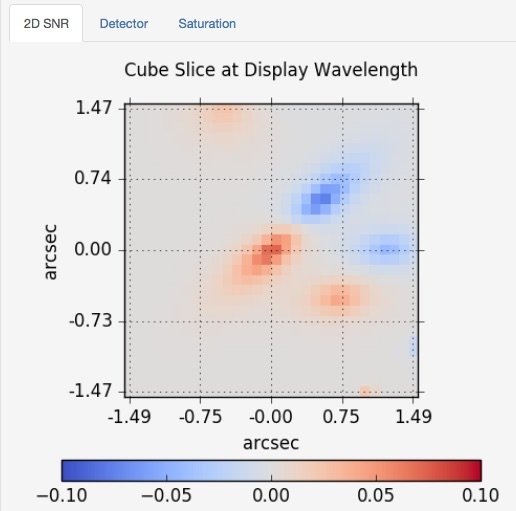 2D SNR Detector Saturation
Cube Slice at Display Wavelength
1.47
0.74
0.00
-0.73
-1.47
arcsec
-1.49 -0.75 -0.00 0.75 1.49
arcsec
−0.10 −0.05 0.00 0.05 0.10